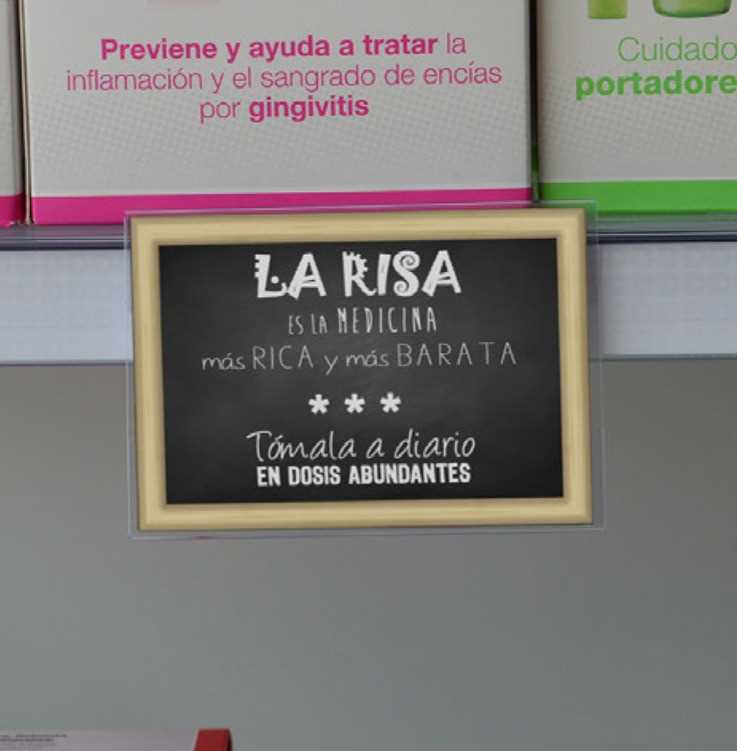 Previene y ayuda a tratar la
inflamación y el sangrado de encías
por gingivitis
Cuidado
LA RISA
ES LA MEDICINA
más RICA y más BARATA
* * *
Tómala a diario
EN DOSIS ABUNDANTES